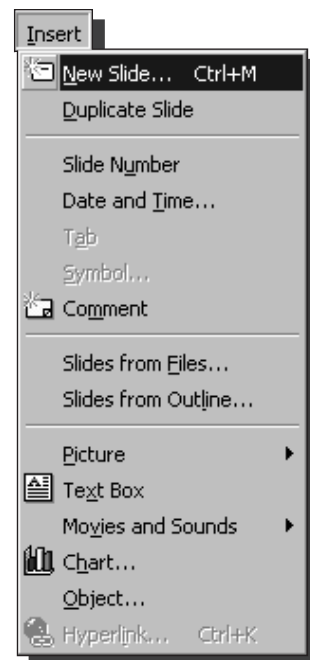 Insert
New Slide... Ctrl+M
Duplicate Slide
Slide Number
Date and Time...
Tab
Symbol...
Comment
Slides from Files...
Slides from Outline...
Picture
Text Box
Movies and Sounds
Chart...
Object...
Hyperlink... Ctrl+K